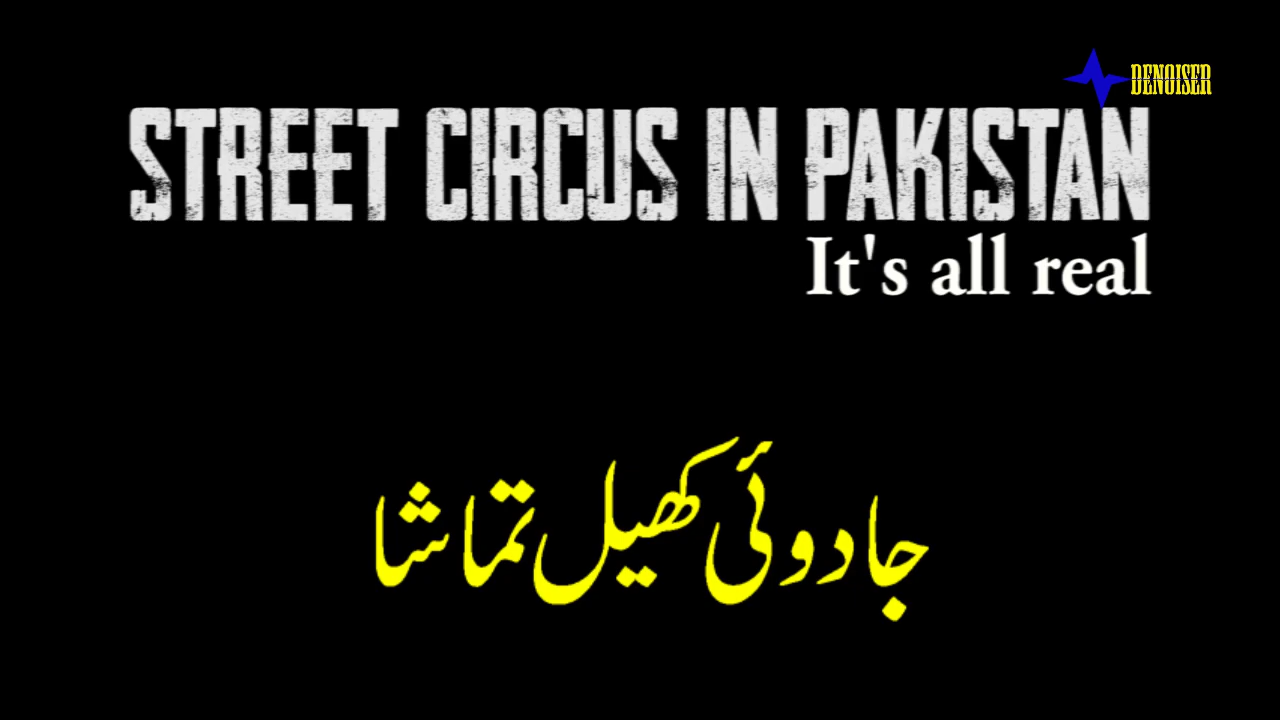 DENOISER
STREET CIRCUS IN PAKISTAN
It's all real
جادوئی کھیل تماشا